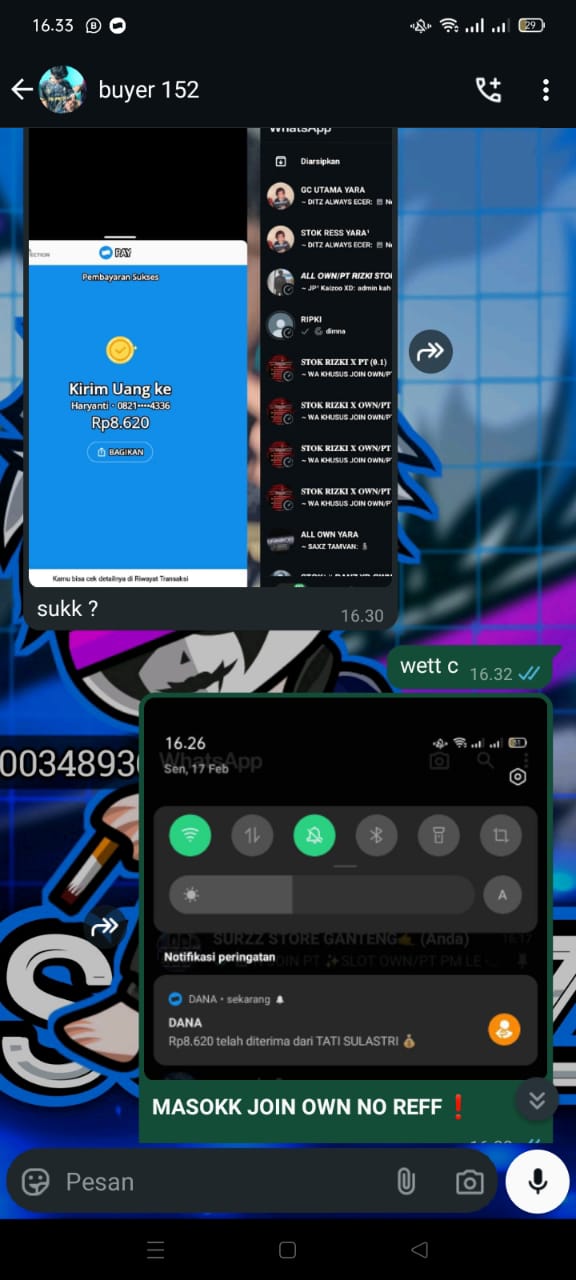 16.33
29
buyer 152
WhatsApp
Diarsipkan
GC UTAMA YARA
~ DITZ ALWAYS ECER:
STOK RESS YARA¹
~ DITZ ALWAYS ECER:
ALL OWN/PT RIZKI STO
~ JP¹ Kaizoo XD: admin kah
RIPKI
dimna
STOK RIZKI X PT (0.1)
~ WA KHUSUS JOIN OWN/P
STOK RIZKI X OWN/PT
~ WA KHUSUS JOIN OWN/P
STOK RIZKI X OWN/PT
~ WA KHUSUS JOIN OWN/P
STOK RIZKI X OWN/PT
~ WA KHUSUS JOIN OWN/P
ALL OWN YARA
~ SAXZ TAMVAN:
PAY
Pembayaran Sukses
Kirim Uang ke
Haryanti - 0821••••4336
Rp8.620
BAGIKAN
Kamu bisa cek detailnya di Riwayat Transaksi
sukk ?
16.30
wett c
16.32
16.26
WhatsApp
Sen, 17 Feb
A
SURZZ STORE GANTENG🤙 (Anda)
16.17
JOIN PT ✨SLOT OWN/PT PM LE
Notifikasi peringatan
DANA • sekarang
DANA
Rp8.620 telah diterima dari TATI SULASTRI 💰
MASOKK JOIN OWN NO REFF ❗
Pesan